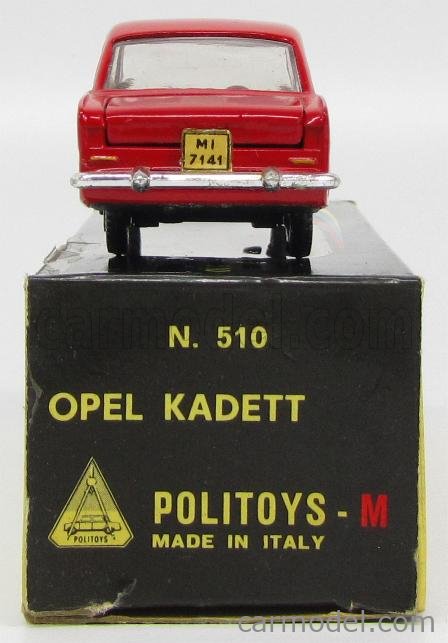 MI
7141
carmodel.com
N. 510
OPEL KADETT
POLITOYS
POLITOYS - M
MADE IN ITALY
carmodel.com